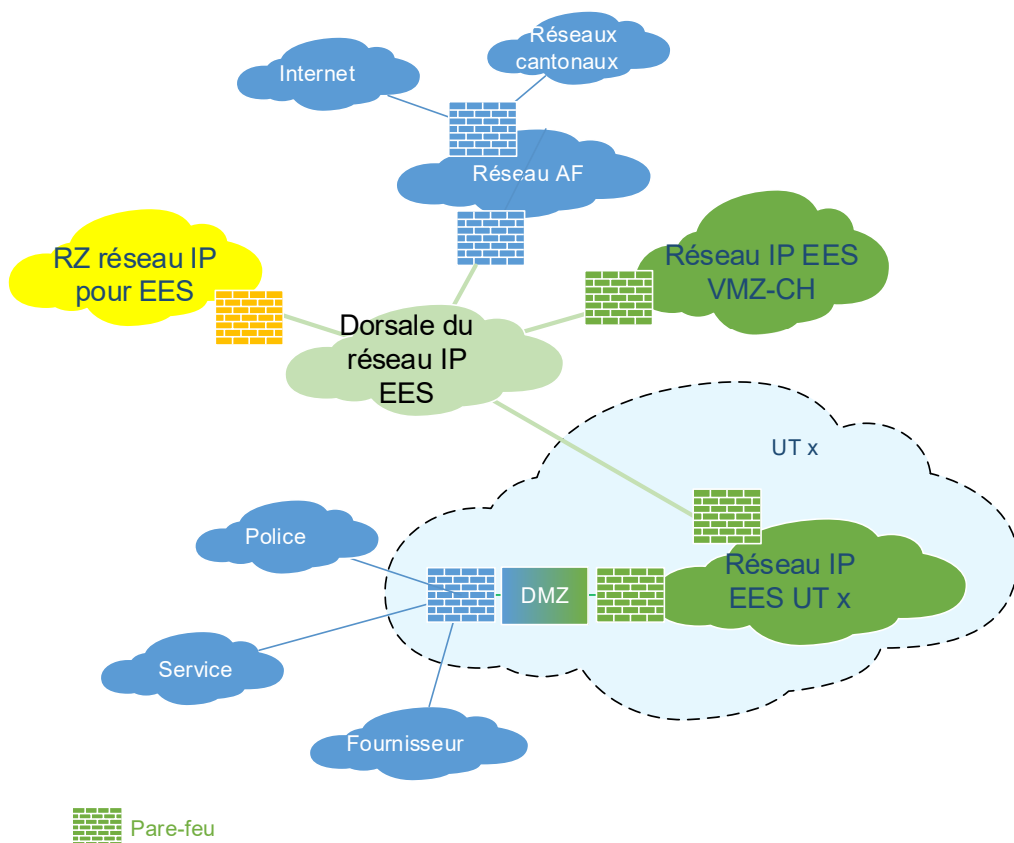 Réseaux
cantonaux
Internet
Réseau AF
RZ réseau IP
pour EES
Réseau IP EES
VMZ-CH
Dorsale du
réseau IP
EES
UT x
Police
Réseau IP
EES UT x
DMZ
Service
Fournisseur
Pare-feu